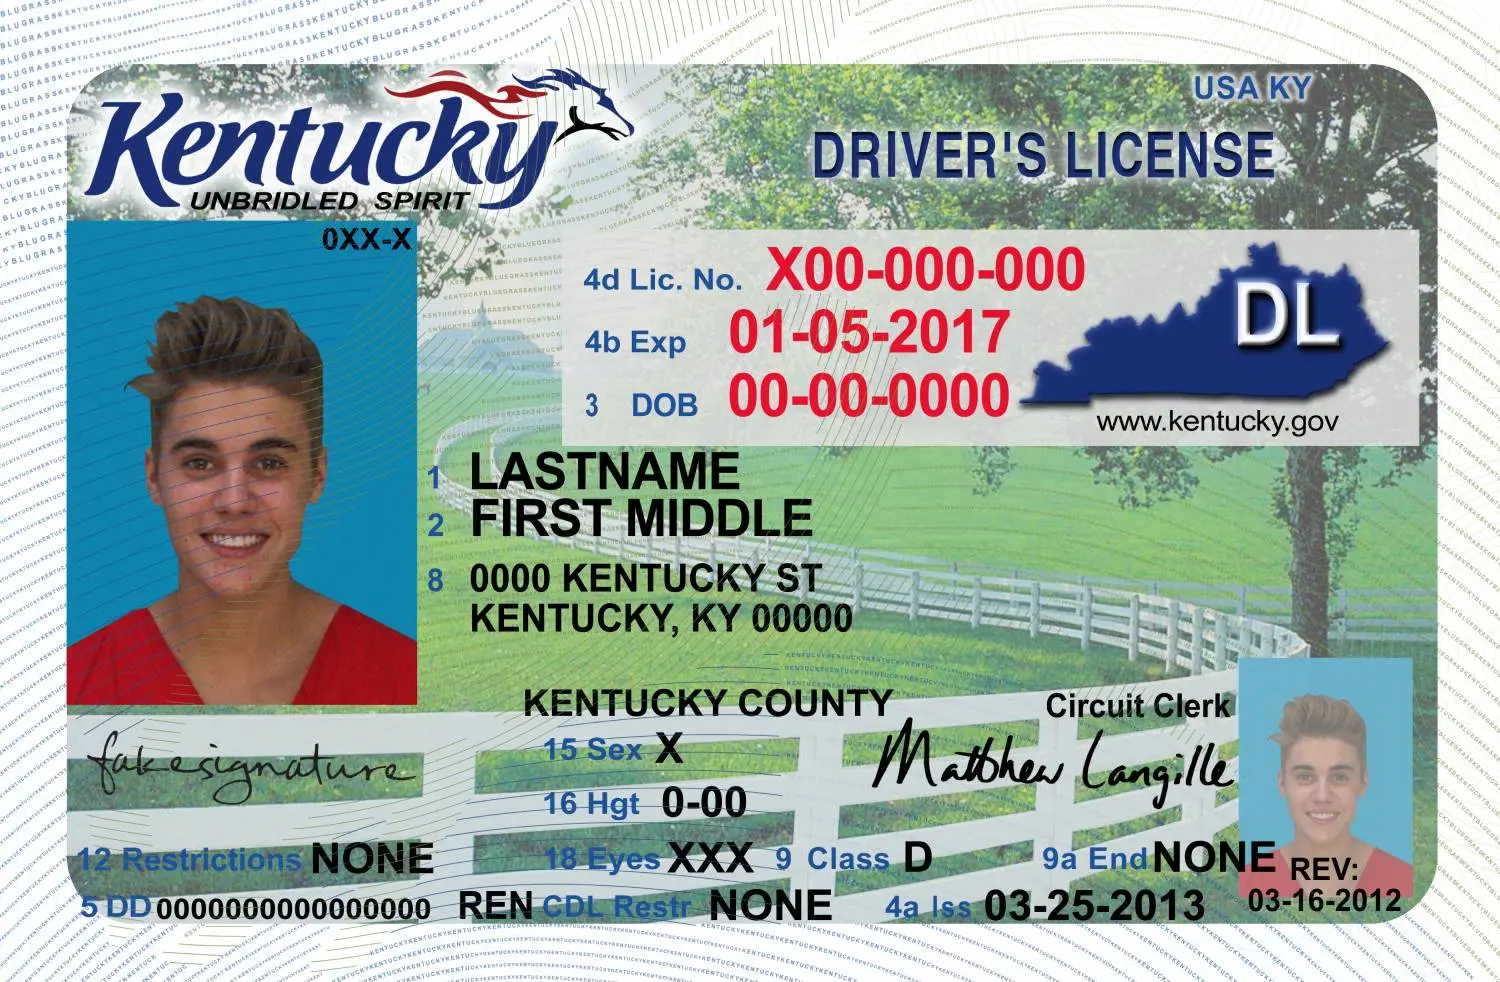 Kentucky
UNBRIDLED SPIRIT
USA KY
DRIVER'S LICENSE
0XX-X
4d Lic. No. X00-000-000
4b Exp 01-05-2017
3 DOB 00-00-0000
DL
www.kentucky.gov
1 LASTNAME
2 FIRST MIDDLE
8 0000 KENTUCKY ST
KENTUCKY, KY 00000
KENTUCKY COUNTY
Circuit Clerk
fakesignature
15 Sex X
Matthew Langille
16 Hgt 0-00
12 Restrictions NONE
18 Eyes XXX
9 Class D
9a End NONE
REV:
03-16-2012
5 DD 0000000000000000
REN CDL Restr NONE
4a Iss 03-25-2013